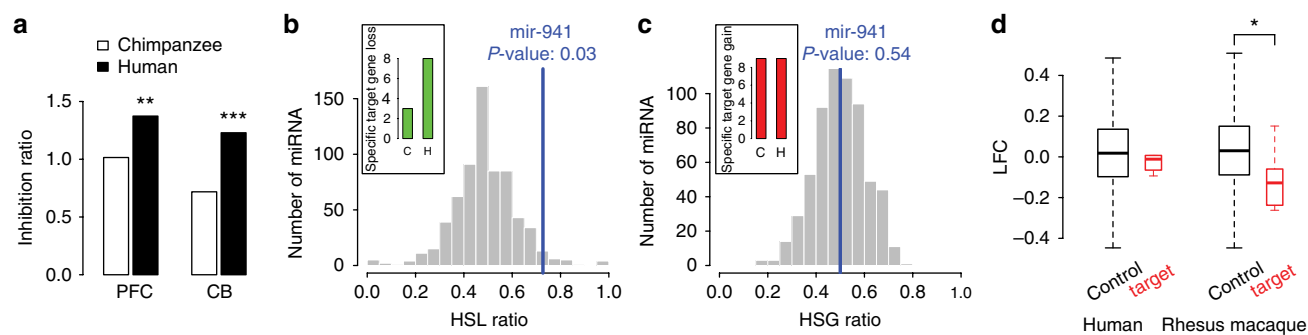 a
Chimpanzee
Human
Inhibition ratio
1.5
1.0
0.5
0.0
**
***
PFC
CB
b
mir-941
P-value: 0.03
Number of miRNA
150
100
50
0
Specific target gene loss
8
6
4
2
0
C H
0.0 0.2 0.4 0.6 0.8 1.0
HSL ratio
c
mir-941
P-value: 0.54
Number of miRNA
100
80
60
40
20
0
Specific target gene gain
8
6
4
2
0
C H
0.0 0.2 0.4 0.6 0.8 1.0
HSG ratio
d
*
LFC
0.4
0.2
0.0
−0.2
−0.4
Control
target
Control
target
Human
Rhesus macaque